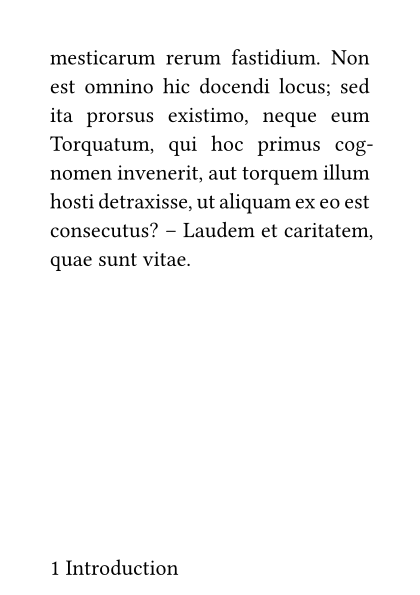 mesticarum rerum fastidium. Non
est omnino hic docendi locus; sed
ita prorsus existimo, neque eum
Torquatum, qui hoc primus cog-
nomen invenerit, aut torquem illum
hosti detraxisse, ut aliquam ex eo est
consecutus? – Laudem et caritatem,
quae sunt vitae.
1 Introduction